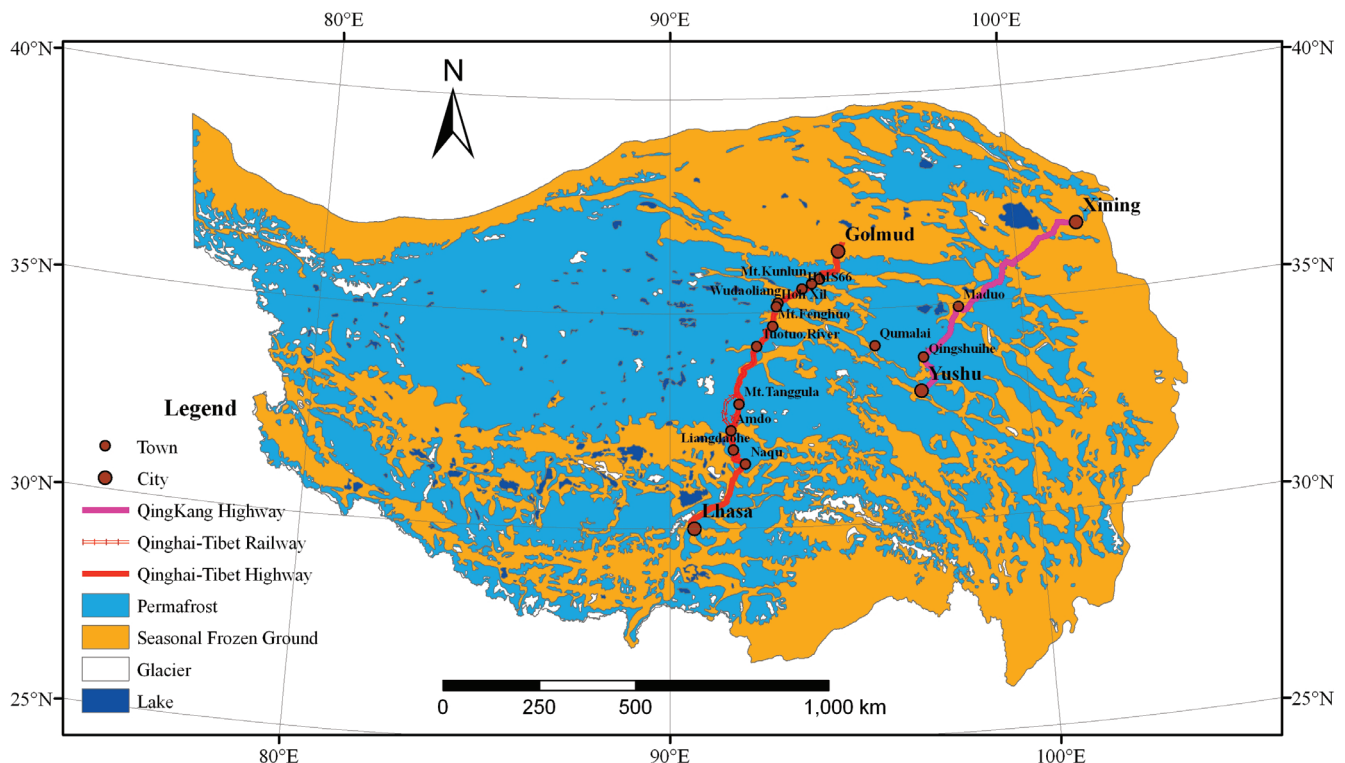 80°E
90°E
100°E
40°N
40°N
N
Xining
Golmud
Mt.Kunlun
HMS66
35°N
35°N
Wudaoliang
Hoh Xil
Maduo
Mt.Fenghuo
Tuotuo River
Qumalai
Qingshuihe
Yushu
Mt.Tanggula
Amdo
Liangdaohe
Naqu
Lhasa
Legend
Town
City
30°N
30°N
QingKang Highway
Qinghai-Tibet Railway
Qinghai-Tibet Highway
Permafrost
Seasonal Frozen Ground
Glacier
Lake
0 250 500 1,000 km
25°N
25°N
80°E
90°E
100°E